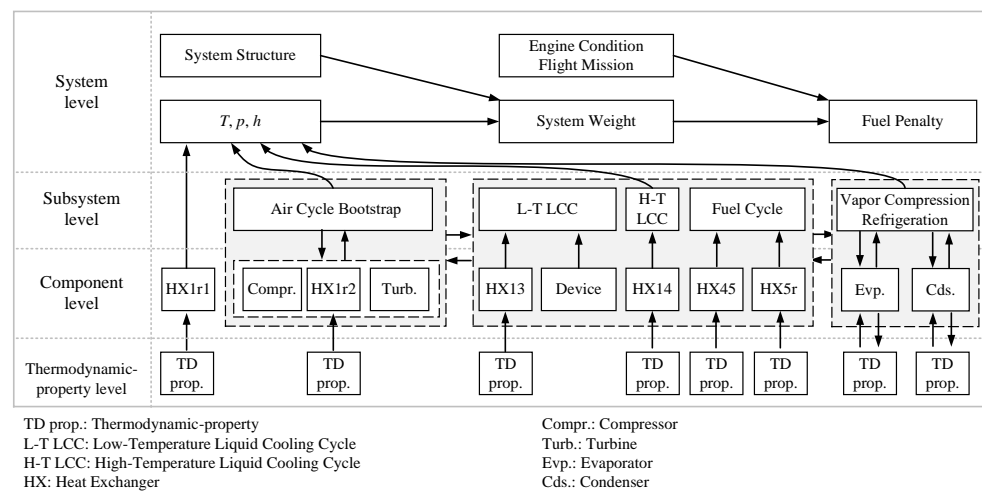 System
level
System Structure
Engine Condition
Flight Mission
T, p, h
System Weight
Fuel Penalty
Subsystem
level
Air Cycle Bootstrap
L-T LCC
H-T
LCC
Fuel Cycle
Vapor Compression
Refrigeration
Component
level
HX1r1
Compr.
HX1r2
Turb.
HX13
Device
HX14
HX45
HX5r
Evp.
Cds.
Thermodynamic-
property level
TD
prop.
TD
prop.
TD
prop.
TD
prop.
TD
prop.
TD
prop.
TD
prop.
TD
prop.
TD prop.: Thermodynamic-property
L-T LCC: Low-Temperature Liquid Cooling Cycle
H-T LCC: High-Temperature Liquid Cooling Cycle
HX: Heat Exchanger
Compr.: Compressor
Turb.: Turbine
Evp.: Evaporator
Cds.: Condenser